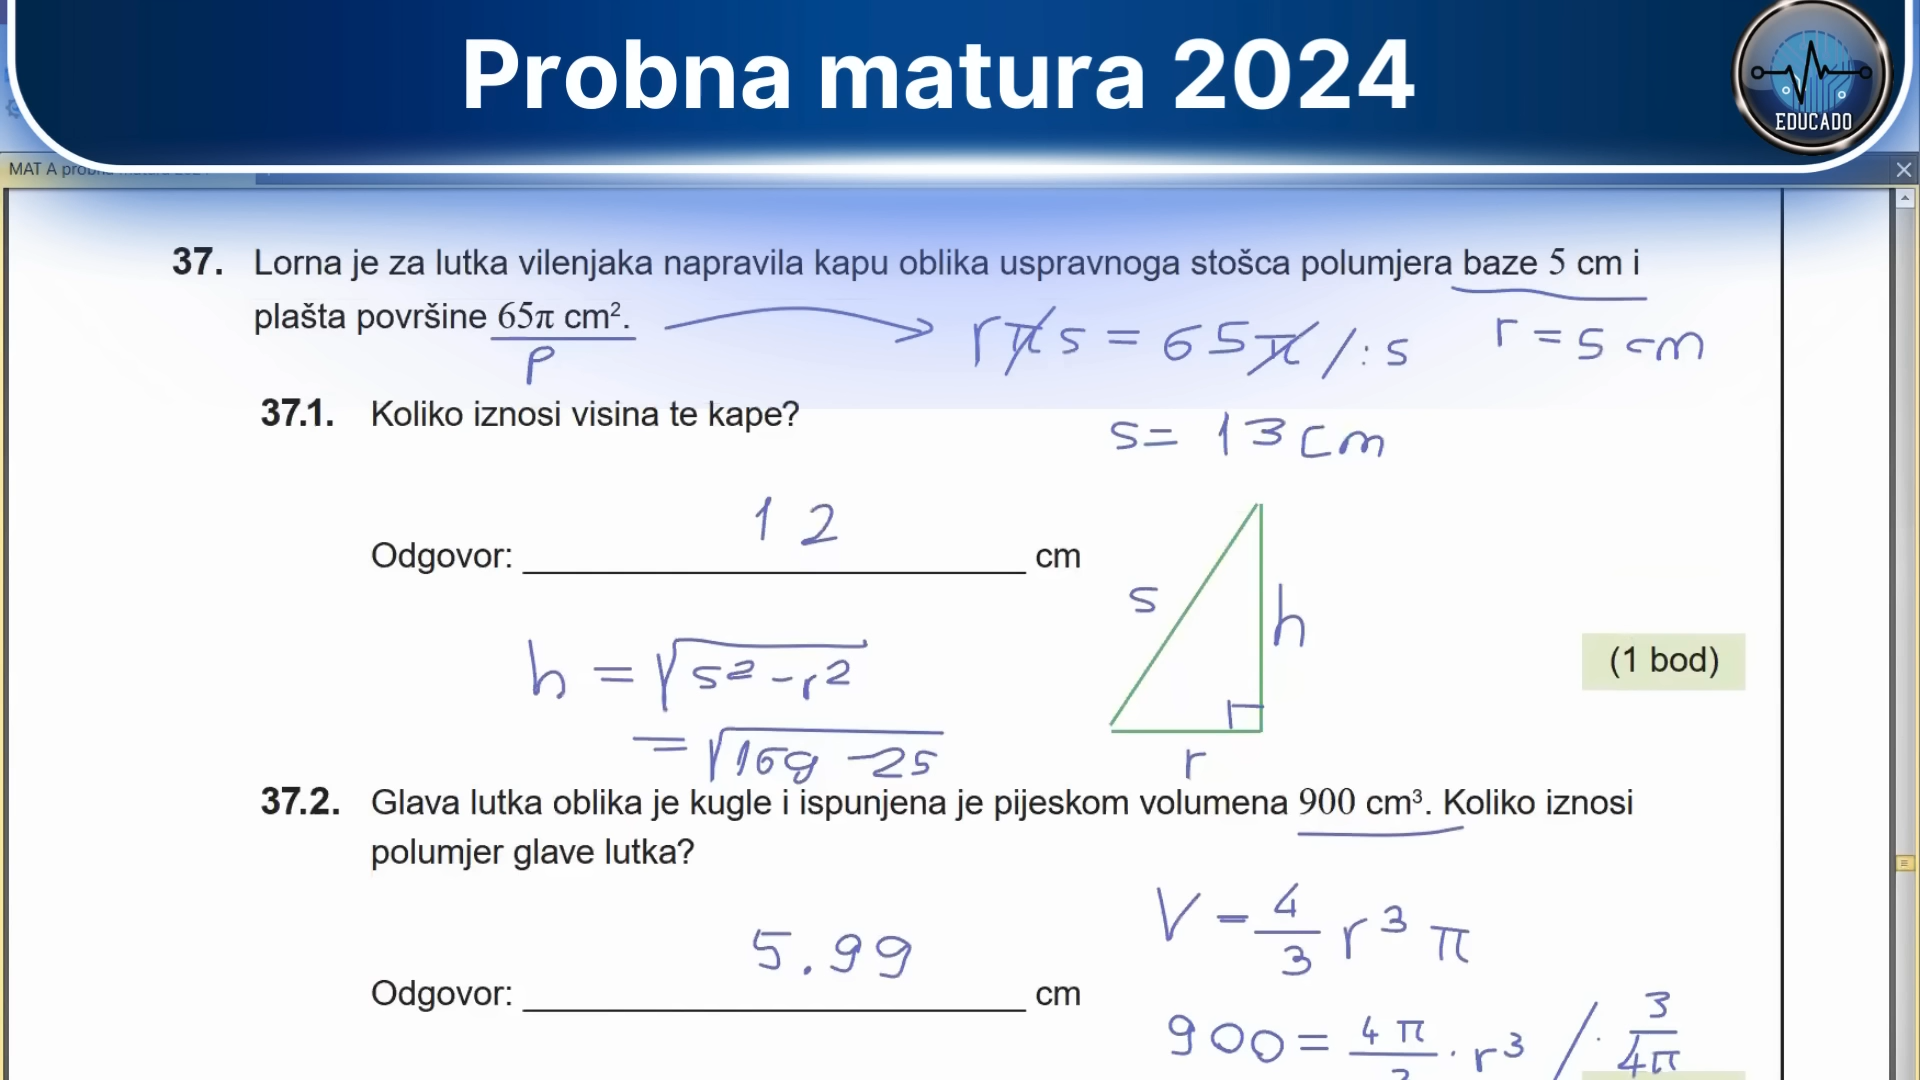 Probna matura 2024
EDUCADO
MAT A
37. Lorna je za lutka vilenjaka napravila kapu oblika uspravnoga stošca polumjera baze 5 cm i
plašta površine 65π cm².
P
rπs = 65π /:5
r = 5 cm
37.1. Koliko iznosi visina te kape?
s = 13 cm
12
Odgovor: ______ cm
s
h
r
h = √s² - r²
= √169 - 25
(1 bod)
37.2. Glava lutka oblika je kugle i ispunjena je pijeskom volumena 900 cm³. Koliko iznosi
polumjer glave lutka?
V = 4/3 r³ π
5.99
Odgovor: ______ cm
900 = 4π/3 · r³ / · 3/4π